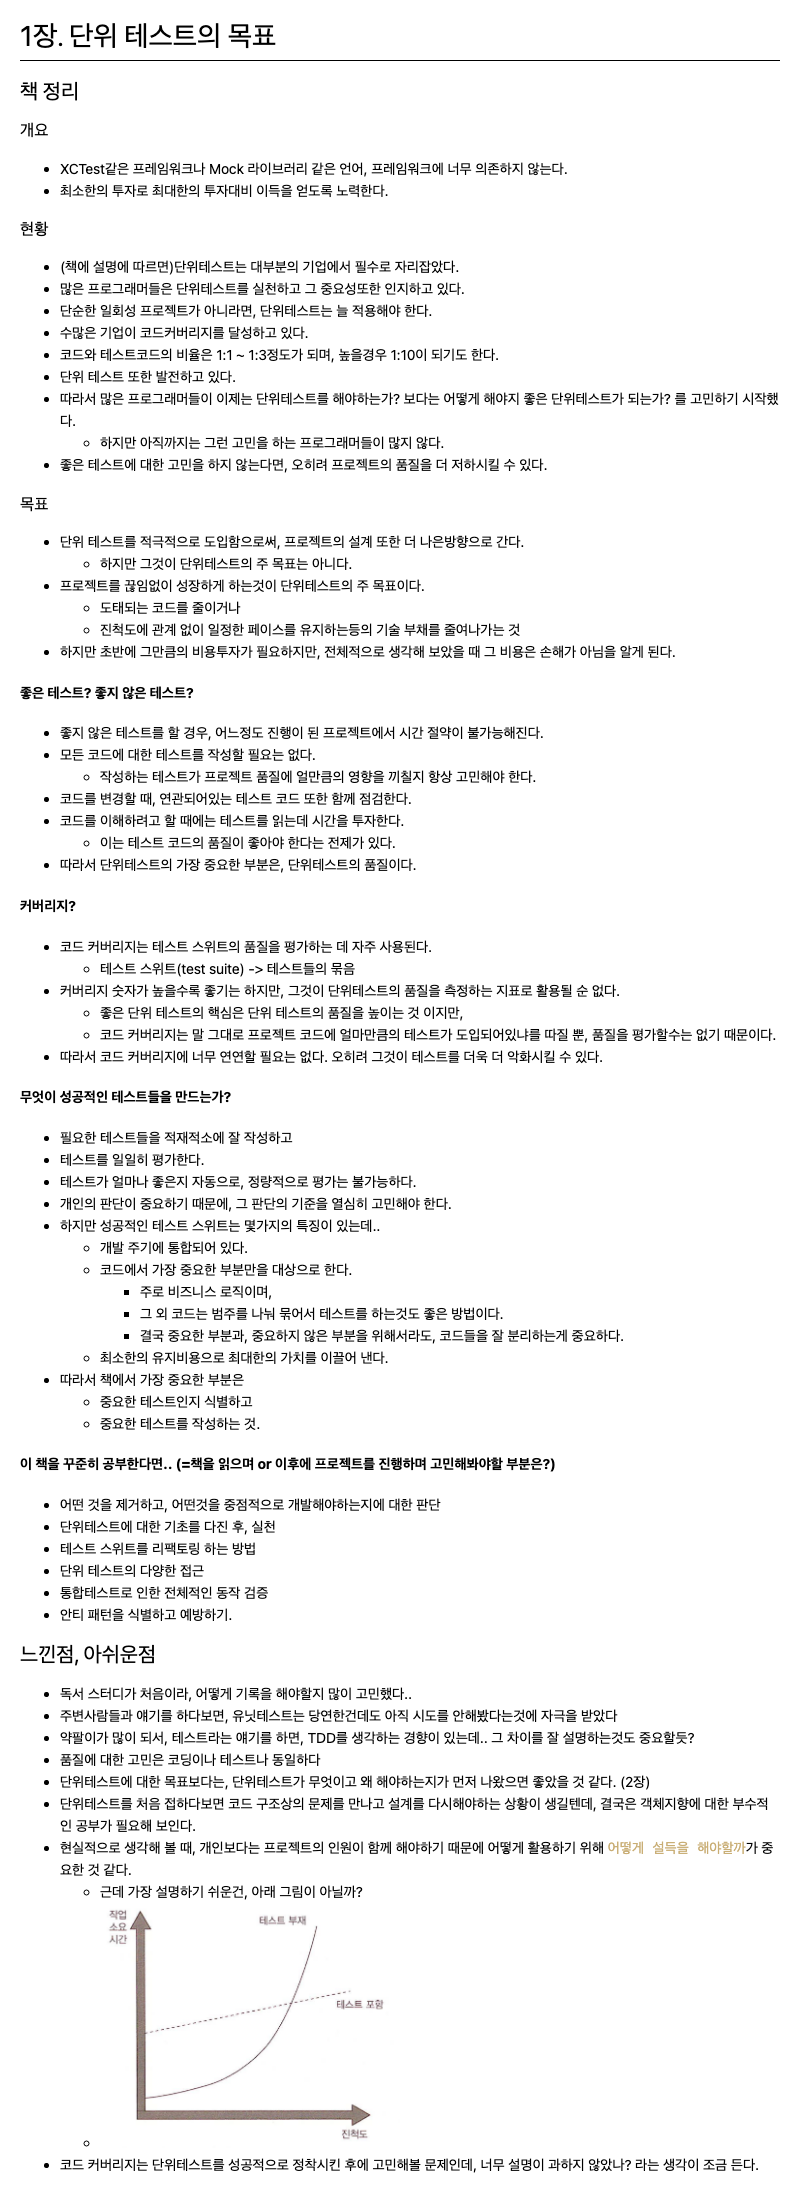 1장. 단위 테스트의 목표
책 정리
개요
XCTest같은 프레임워크나 Mock 라이브러리 같은 언어, 프레임워크에 너무 의존하지 않는다.
최소한의 투자로 최대한의 투자대비 이득을 얻도록 노력한다.
현황
(책에 설명에 따르면)단위테스트는 대부분의 기업에서 필수로 자리잡았다.
많은 프로그래머들은 단위테스트를 실천하고 그 중요성또한 인지하고 있다.
단순한 일회성 프로젝트가 아니라면, 단위테스트는 늘 적용해야 한다.
수많은 기업이 코드커버리지를 달성하고 있다.
코드와 테스트코드의 비율은 1:1 ~ 1:3정도가 되며, 높을경우 1:10이 되기도 한다.
단위 테스트 또한 발전하고 있다.
따라서 많은 프로그래머들이 이제는 단위테스트를 해야하는가? 보다는 어떻게 해야지 좋은 단위테스트가 되는가? 를 고민하기 시작했
다.
하지만 아직까지는 그런 고민을 하는 프로그래머들이 많지 않다.
좋은 테스트에 대한 고민을 하지 않는다면, 오히려 프로젝트의 품질을 더 저하시킬 수 있다.
목표
단위 테스트를 적극적으로 도입함으로써, 프로젝트의 설계 또한 더 나은방향으로 간다.
하지만 그것이 단위테스트의 주 목표는 아니다.
프로젝트를 끊임없이 성장하게 하는것이 단위테스트의 주 목표이다.
도태되는 코드를 줄이거나
진척도에 관계 없이 일정한 페이스를 유지하는등의 기술 부채를 줄여나가는 것
하지만 초반에 그만큼의 비용투자가 필요하지만, 전체적으로 생각해 보았을 때 그 비용은 손해가 아님을 알게 된다.
좋은 테스트? 좋지 않은 테스트?
좋지 않은 테스트를 할 경우, 어느정도 진행이 된 프로젝트에서 시간 절약이 불가능해진다.
모든 코드에 대한 테스트를 작성할 필요는 없다.
작성하는 테스트가 프로젝트 품질에 얼만큼의 영향을 끼칠지 항상 고민해야 한다.
코드를 변경할 때, 연관되어있는 테스트 코드 또한 함께 점검한다.
코드를 이해하려고 할 때에는 테스트를 읽는데 시간을 투자한다.
이는 테스트 코드의 품질이 좋아야 한다는 전제가 있다.
따라서 단위테스트의 가장 중요한 부분은, 단위테스트의 품질이다.
커버리지?
코드 커버리지는 테스트 스위트의 품질을 평가하는 데 자주 사용된다.
테스트 스위트(test suite) -> 테스트들의 묶음
커버리지 숫자가 높을수록 좋기는 하지만, 그것이 단위테스트의 품질을 측정하는 지표로 활용될 순 없다.
좋은 단위 테스트의 핵심은 단위 테스트의 품질을 높이는 것 이지만,
코드 커버리지는 말 그대로 프로젝트 코드에 얼마만큼의 테스트가 도입되어있냐를 따질 뿐, 품질을 평가할수는 없기 때문이다.
따라서 코드 커버리지에 너무 연연할 필요는 없다. 오히려 그것이 테스트를 더욱 더 악화시킬 수 있다.
무엇이 성공적인 테스트들을 만드는가?
필요한 테스트들을 적재적소에 잘 작성하고
테스트를 일일히 평가한다.
테스트가 얼마나 좋은지 자동으로, 정량적으로 평가는 불가능하다.
개인의 판단이 중요하기 때문에, 그 판단의 기준을 열심히 고민해야 한다.
하지만 성공적인 테스트 스위트는 몇가지의 특징이 있는데..
개발 주기에 통합되어 있다.
코드에서 가장 중요한 부분만을 대상으로 한다.
주로 비즈니스 로직이며,
그 외 코드는 범주를 나눠 묶어서 테스트를 하는것도 좋은 방법이다.
결국 중요한 부분과, 중요하지 않은 부분을 위해서라도, 코드들을 잘 분리하는게 중요하다.
최소한의 유지비용으로 최대한의 가치를 이끌어 낸다.
따라서 책에서 가장 중요한 부분은
중요한 테스트인지 식별하고
중요한 테스트를 작성하는 것.
이 책을 꾸준히 공부한다면.. (=책을 읽으며 or 이후에 프로젝트를 진행하며 고민해봐야할 부분은?)
어떤 것을 제거하고, 어떤것을 중점적으로 개발해야하는지에 대한 판단
단위테스트에 대한 기초를 다진 후, 실천
테스트 스위트를 리팩토링 하는 방법
단위 테스트의 다양한 접근
통합테스트로 인한 전체적인 동작 검증
안티 패턴을 식별하고 예방하기.
느낀점, 아쉬운점
독서 스터디가 처음이라, 어떻게 기록을 해야할지 많이 고민했다..
주변사람들과 얘기를 하다보면, 유닛테스트는 당연한건데도 아직 시도를 안해봤다는것에 자극을 받았다
약팔이가 많이 되서, 테스트라는 얘기를 하면, TDD를 생각하는 경향이 있는데.. 그 차이를 잘 설명하는것도 중요할듯?
품질에 대한 고민은 코딩이나 테스트나 동일하다
단위테스트에 대한 목표보다는, 단위테스트가 무엇이고 왜 해야하는지가 먼저 나왔으면 좋았을 것 같다. (2장)
단위테스트를 처음 접하다보면 코드 구조상의 문제를 만나고 설계를 다시해야하는 상황이 생길텐데, 결국은 객체지향에 대한 부수적
인 공부가 필요해 보인다.
현실적으로 생각해 볼 때, 개인보다는 프로젝트의 인원이 함께 해야하기 때문에 어떻게 활용하기 위해 어떻게 설득을 해야할까가 중
요한 것 같다.
근데 가장 설명하기 쉬운건, 아래 그림이 아닐까?
작업
소요
시간
테스트 부재
테스트 포함
진척도
코드 커버리지는 단위테스트를 성공적으로 정착시킨 후에 고민해볼 문제인데, 너무 설명이 과하지 않았나? 라는 생각이 조금 든다.